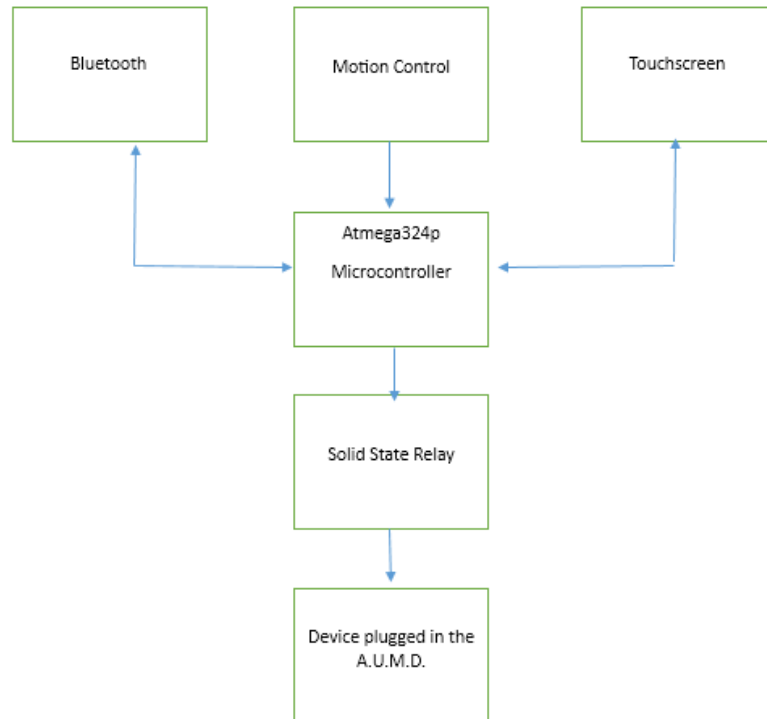 Bluetooth
Motion Control
Touchscreen
Atmega324p
Microcontroller
Solid State Relay
Device plugged in the
A.U.M.D.